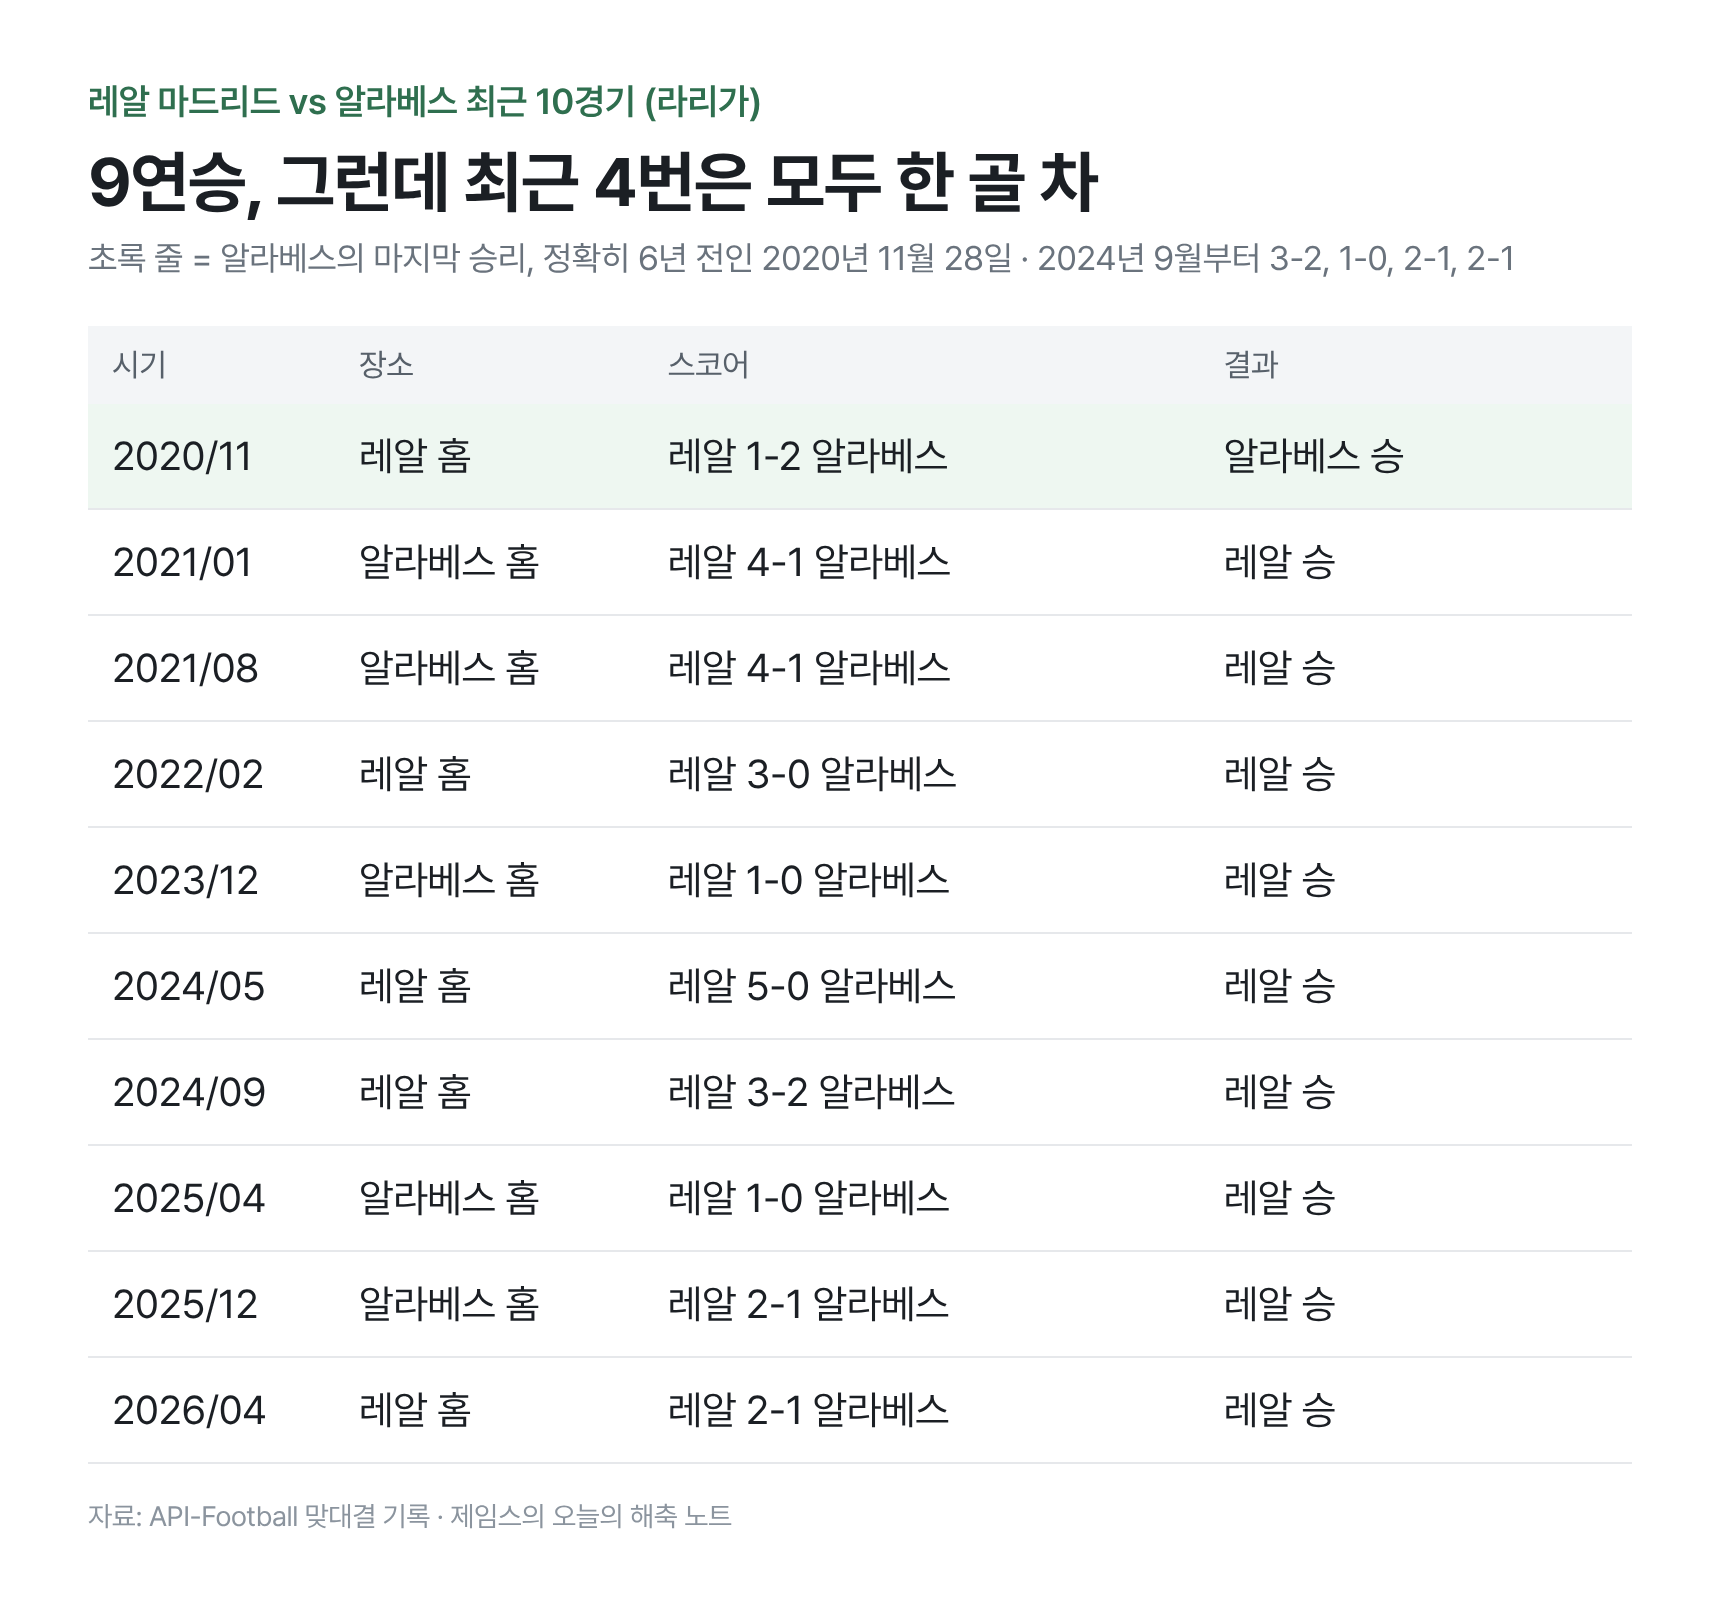 레알 마드리드 vs 알라베스 최근 10경기 (라리가)
9연승, 그런데 최근 4번은 모두 한 골 차
초록 줄 = 알라베스의 마지막 승리, 정확히 6년 전인 2020년 11월 28일 · 2024년 9월부터 3-2, 1-0, 2-1, 2-1
시기 장소 스코어 결과
2020/11 레알 홈 레알 1-2 알라베스 알라베스 승
2021/01 알라베스 홈 레알 4-1 알라베스 레알 승
2021/08 알라베스 홈 레알 4-1 알라베스 레알 승
2022/02 레알 홈 레알 3-0 알라베스 레알 승
2023/12 알라베스 홈 레알 1-0 알라베스 레알 승
2024/05 레알 홈 레알 5-0 알라베스 레알 승
2024/09 레알 홈 레알 3-2 알라베스 레알 승
2025/04 알라베스 홈 레알 1-0 알라베스 레알 승
2025/12 알라베스 홈 레알 2-1 알라베스 레알 승
2026/04 레알 홈 레알 2-1 알라베스 레알 승
자료: API-Football 맞대결 기록 · 제임스의 오늘의 해축 노트